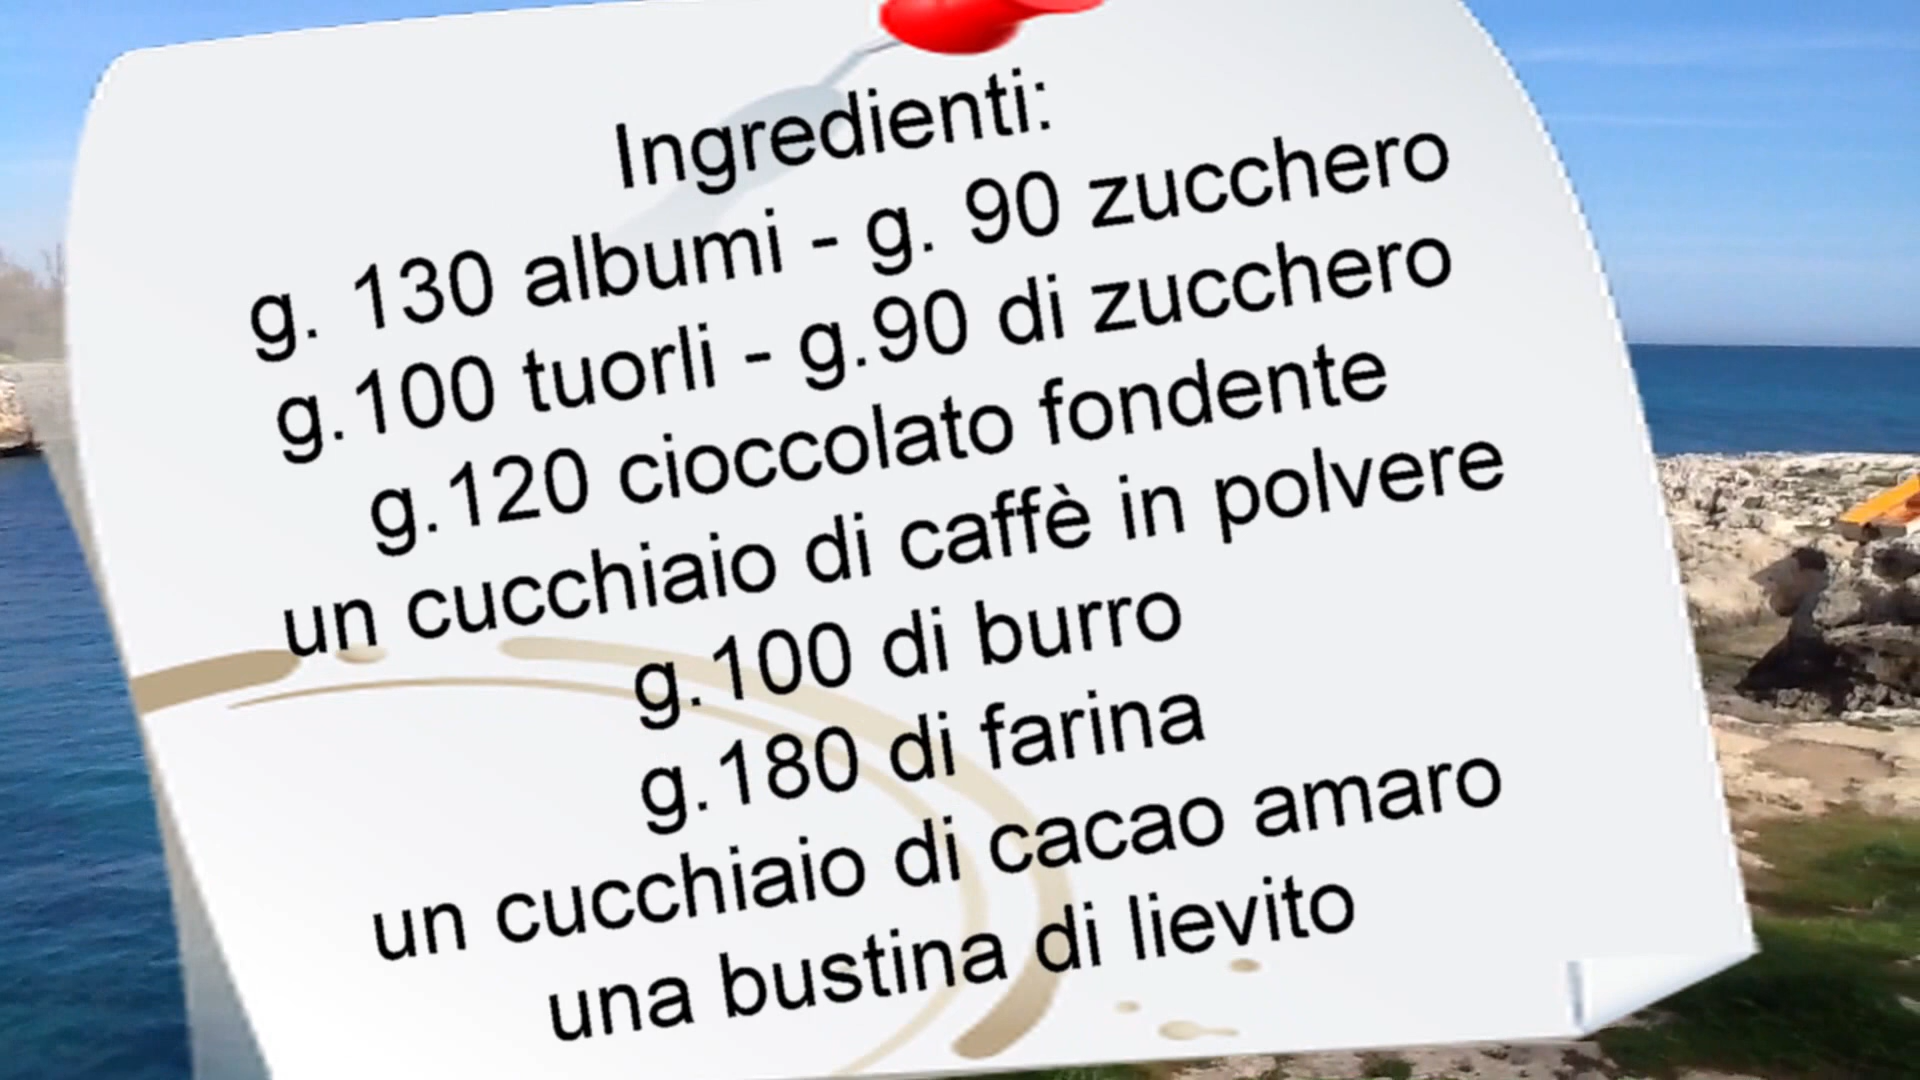 Ingredienti:
g. 130 albumi - g. 90 zucchero
g.100 tuorli - g.90 di zucchero
g.120 cioccolato fondente
un cucchiaio di caffè in polvere
g.100 di burro
g.180 di farina
un cucchiaio di cacao amaro
una bustina di lievito